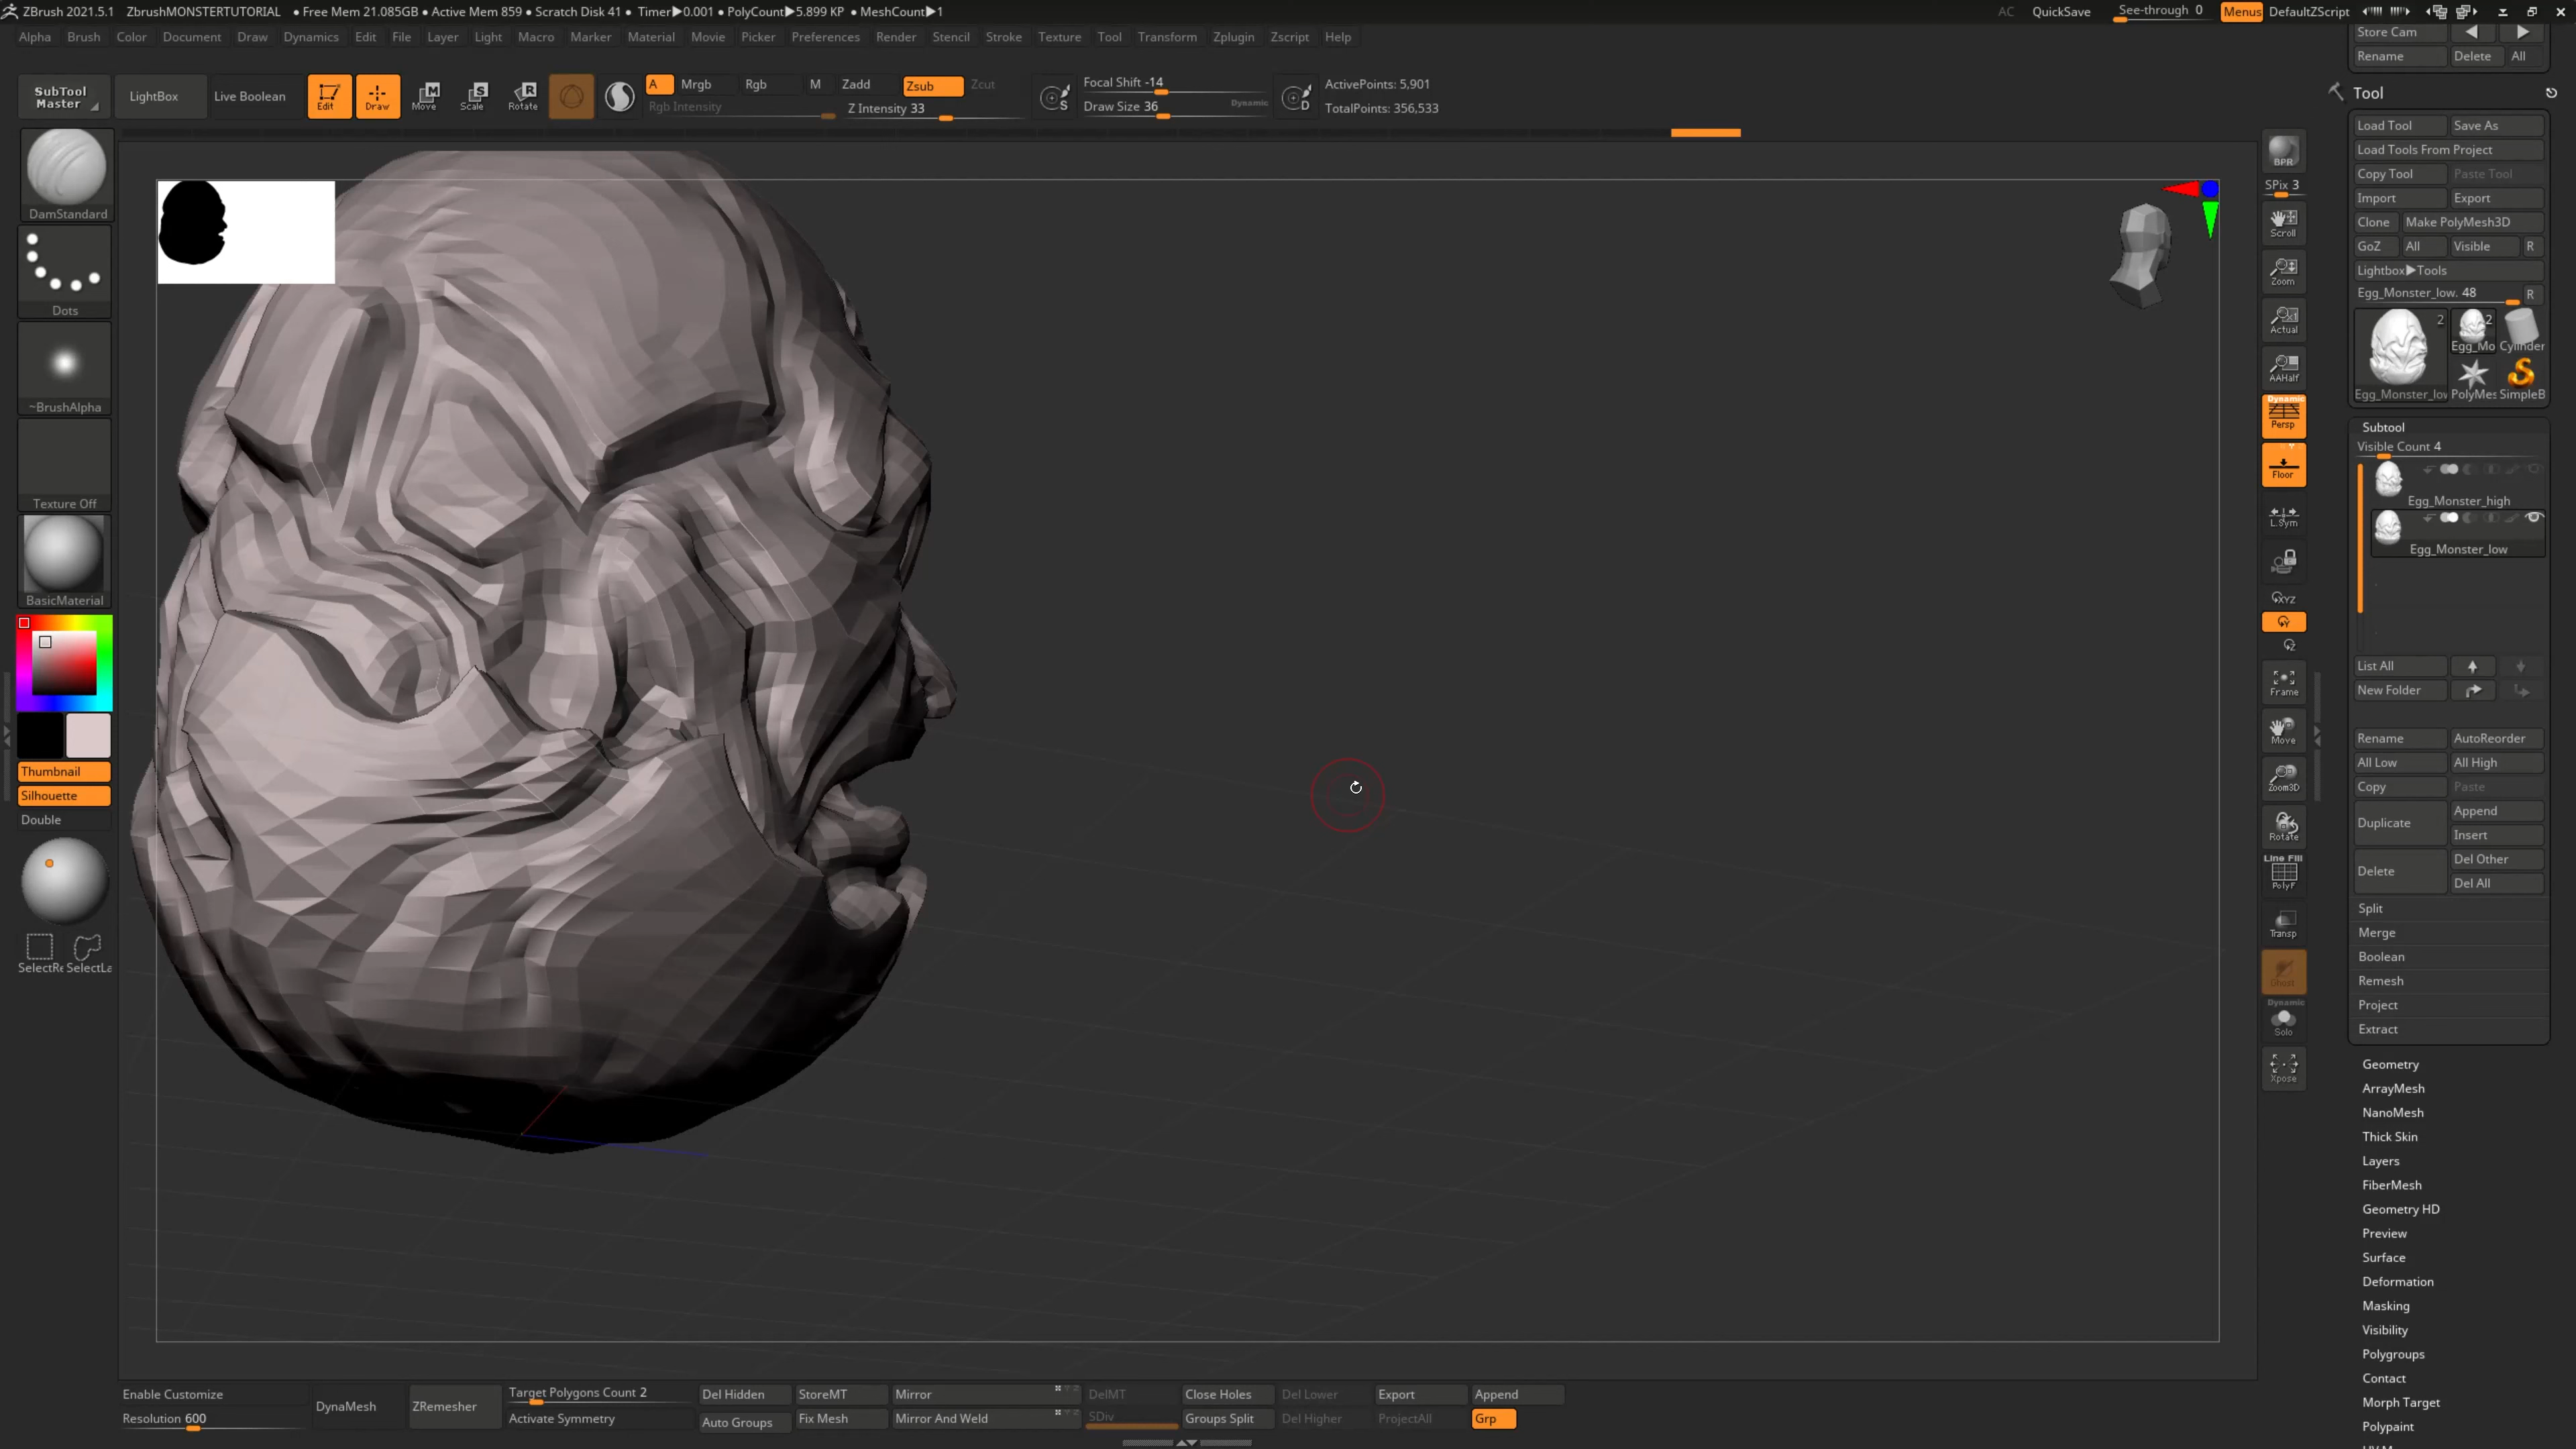 ZBrush 2021.5.1 ZbrushMONSTERTUTORIAL ● Free Mem 21.085GB ● Active Mem 859 ● Scratch Disk 41 ● Timer▶0.001 ● PolyCount▶5.899 KP ● MeshCount▶1 AC QuickSave See-through 0 Menus DefaultZScript
Alpha Brush Color Document Draw Dynamics Edit File Layer Light Macro Marker Material Movie Picker Preferences Render Stencil Stroke Texture Tool Transform Zplugin Zscript Help
SubTool Master
LightBox
Live Boolean
Edit
Draw
Move
Scale
Rotate
A Mrgb Rgb M Zadd Zsub Zcut
Rgb Intensity Z Intensity 33
S
Focal Shift -14
Draw Size 36 Dynamic
D
ActivePoints: 5,901
TotalPoints: 356,533
DamStandard
Dots
~BrushAlpha
Texture Off
BasicMaterial
Thumbnail
Silhouette
Double
SelectRe SelectLa
BPR
SPix 3
Scroll
Zoom
Actual
AAHalf
Dynamic
Persp
Floor
L.Sym
XYZ
Y
Z
Frame
Move
Zoom3D
Rotate
Line Fill
PolyF
Transp
Ghost
Dynamic
Solo
Xpose
Store Cam
Rename Delete All
Tool
Load Tool Save As
Load Tools From Project
Copy Tool Paste Tool
Import Export
Clone Make PolyMesh3D
GoZ All Visible R
Lightbox▶Tools
Egg_Monster_low. 48 R
2 2
Egg_Mo Cylinder
Egg_Monster_lov PolyMes SimpleB
Subtool
Visible Count 4
Egg_Monster_high
Egg_Monster_low
List All
New Folder
Rename AutoReorder
All Low All High
Copy Paste
Duplicate Append
Insert
Delete Del Other
Del All
Split
Merge
Boolean
Remesh
Project
Extract
Geometry
ArrayMesh
NanoMesh
Thick Skin
Layers
FiberMesh
Geometry HD
Preview
Surface
Deformation
Masking
Visibility
Polygroups
Contact
Morph Target
Polypaint
Enable Customize
Resolution 600
DynaMesh
ZRemesher
Target Polygons Count 2
Activate Symmetry
Del Hidden StoreMT Mirror DelMT Close Holes Del Lower Export Append
Auto Groups Fix Mesh Mirror And Weld SDiv Groups Split Del Higher ProjectAll Grp